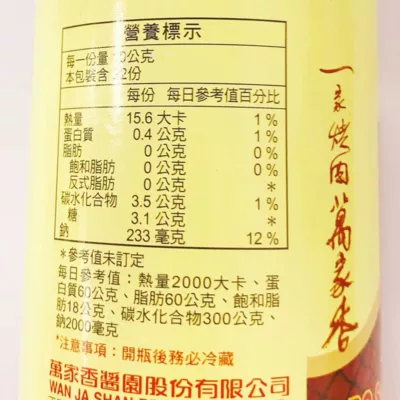 營養標示
每一份量 0公克
本包裝含 2份
每份 每日參考值百分比
熱量 15.6 大卡 1 %
蛋白質 0.4 公克 1 %
脂肪 0 公克 0 %
飽和脂肪 0 公克 0 %
反式脂肪 0 公克 *
碳水化合物 3.5 公克 1 %
糖 3.1 公克 *
鈉 233 毫克 12 %
*參考值未訂定
每日參考值：熱量2000大卡、蛋
白質60公克、脂肪60公克、飽和脂
肪18公克、碳水化合物300公克、
鈉2000毫克
*注意事項：開瓶後務必冷藏
萬家香醬園股份有限公司
WAN JA SHAN
一家烤肉萬家香